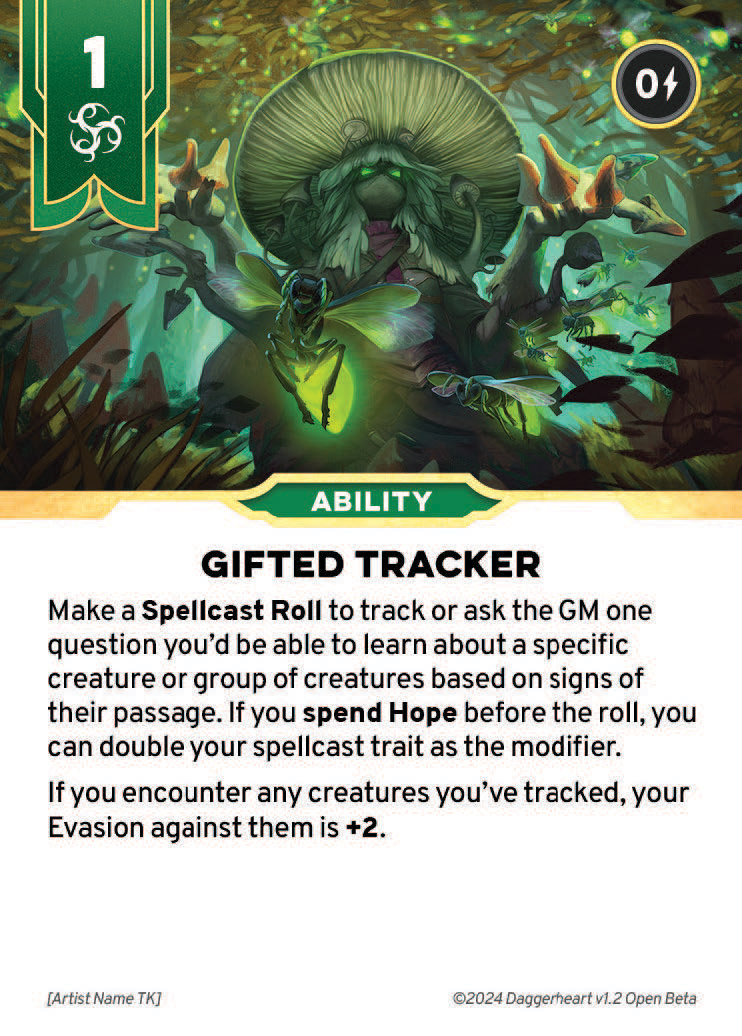 1
0
ABILITY
GIFTED TRACKER
Make a Spellcast Roll to track or ask the GM one
question you’d be able to learn about a specific
creature or group of creatures based on signs of
their passage. If you spend Hope before the roll, you
can double your spellcast trait as the modifier.
If you encounter any creatures you’ve tracked, your
Evasion against them is +2.
[Artist Name TK]
©2024 Daggerheart v1.2 Open Beta